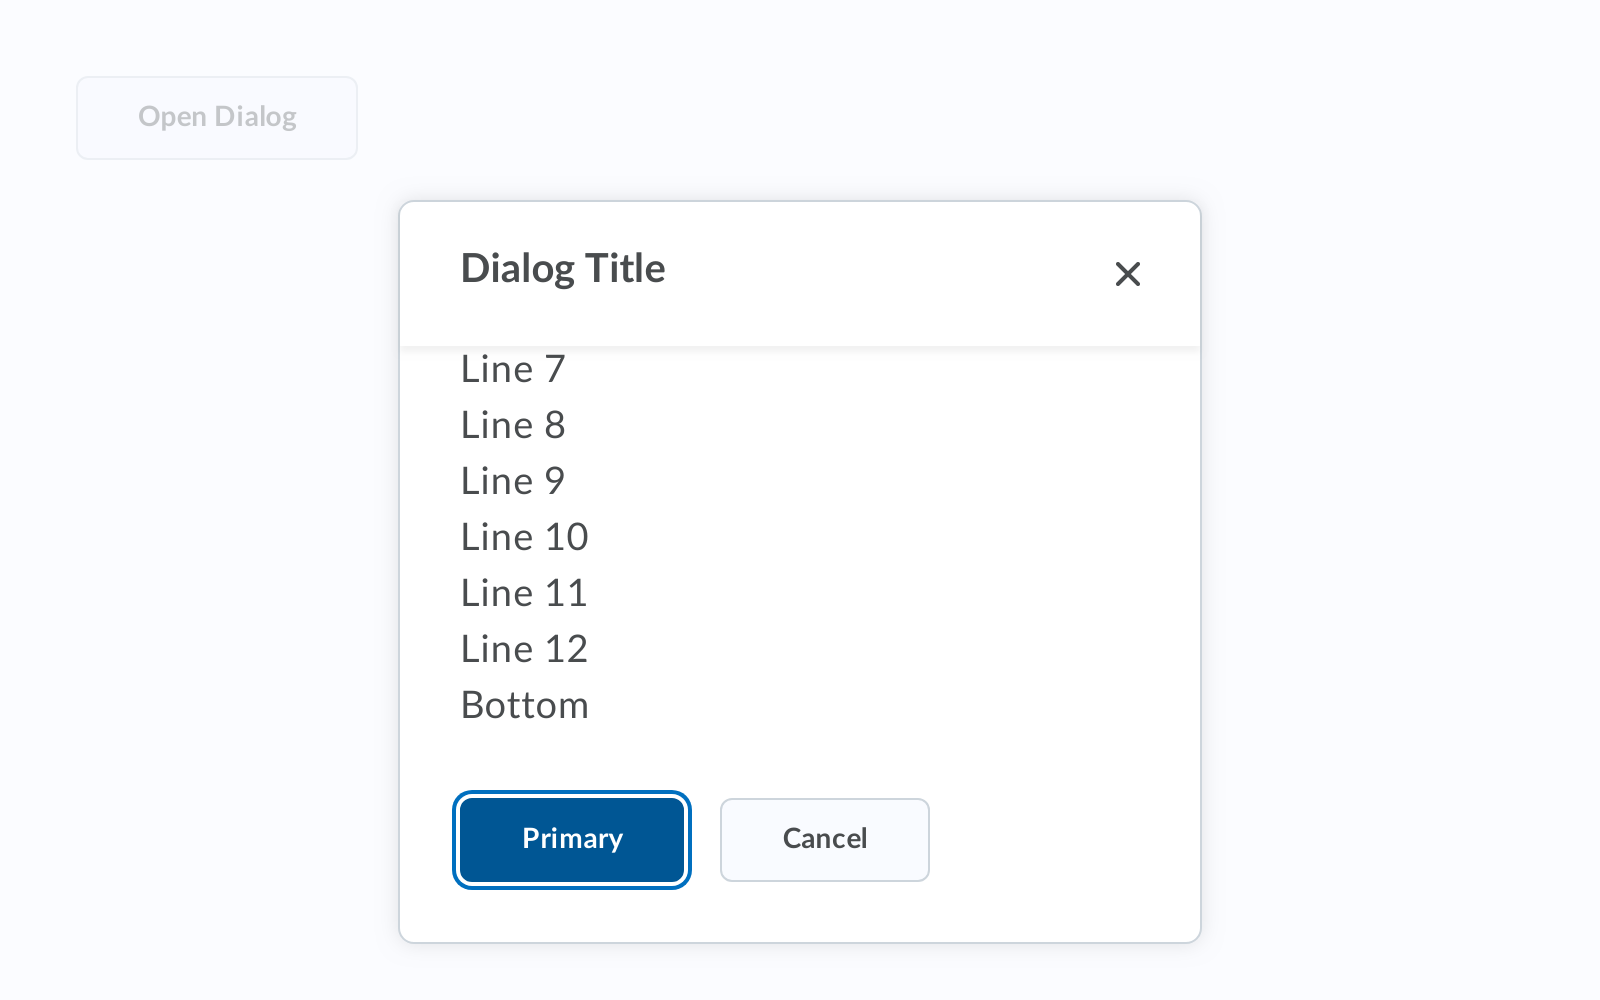 Open Dialog
Dialog Title
Line 7
Line 8
Line 9
Line 10
Line 11
Line 12
Bottom
Primary
Cancel